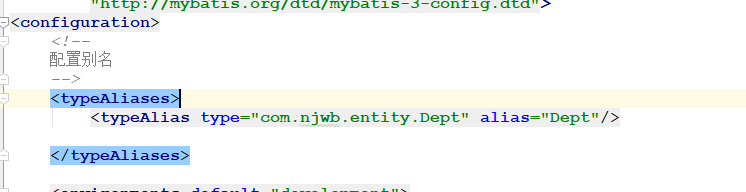 "http://mybatis.org/dtd/mybatis-3-config.dtd">
<configuration>
<!--
配置别名
-->
<typeAliases>
<typeAlias type="com.njwb.entity.Dept" alias="Dept"/>
</typeAliases>
<environments default="development">